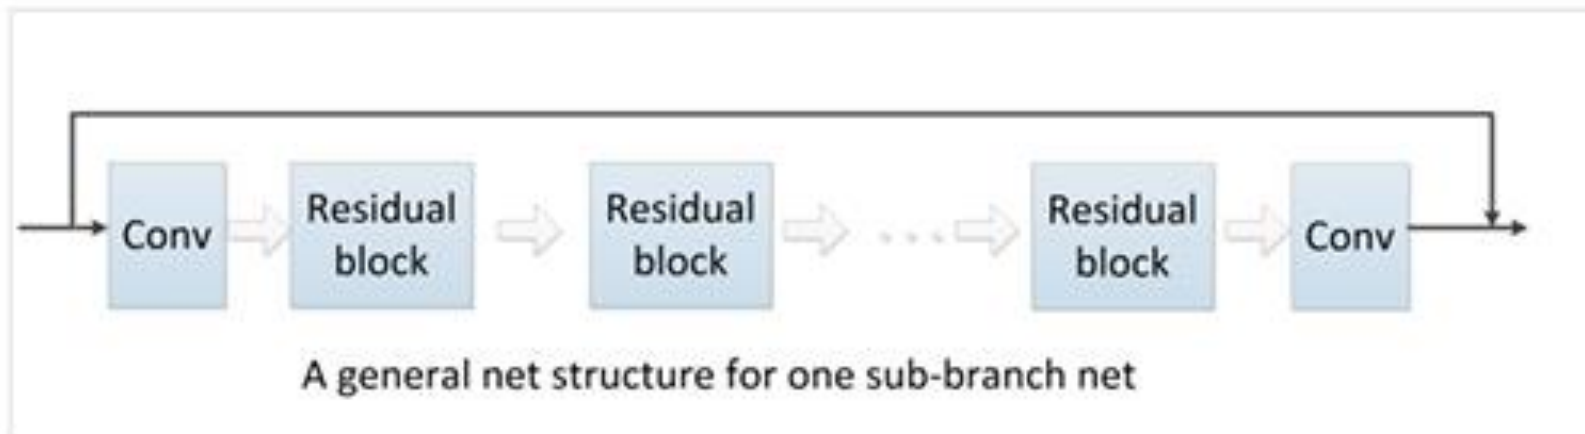 Conv
Residual
block
Residual
block
...
Residual
block
Conv
A general net structure for one sub-branch net